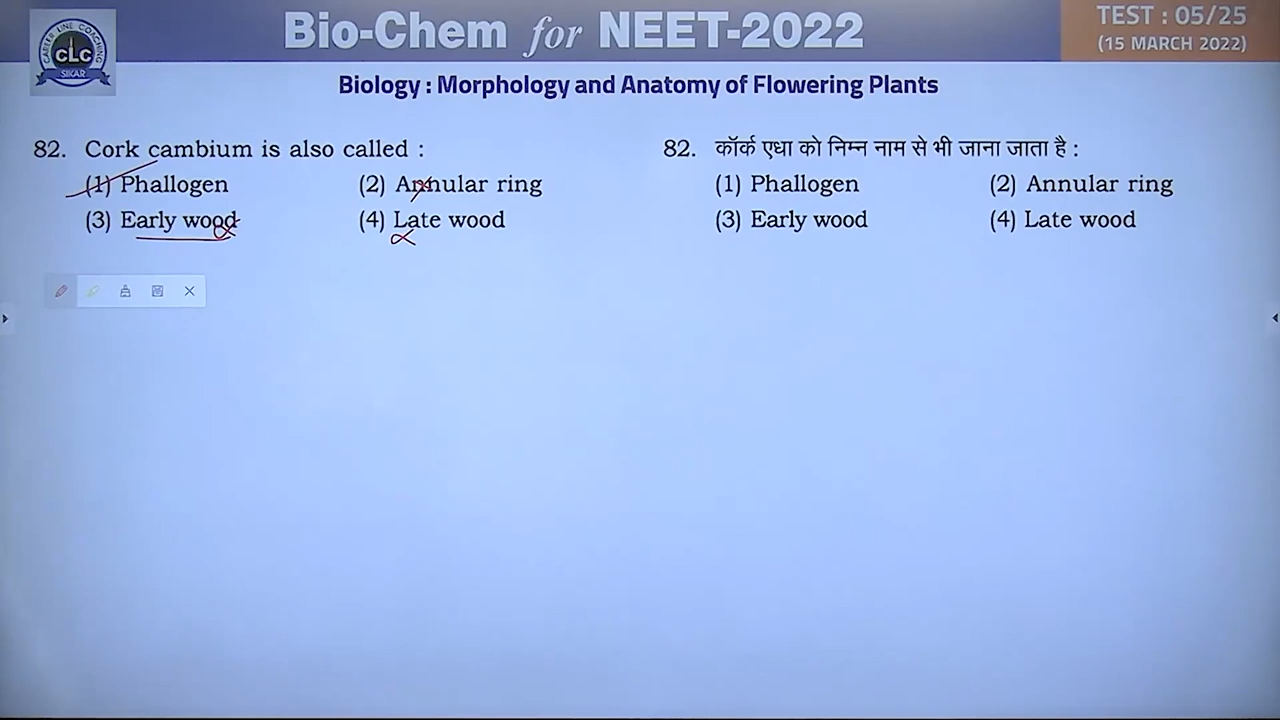 Bio-Chem for NEET-2022
TEST : 05/25
(15 MARCH 2022)
CAREER LINE COACHING
CLC
SIKAR
Biology : Morphology and Anatomy of Flowering Plants
82. Cork cambium is also called :
(1) Phallogen (2) Annular ring
(3) Early wood (4) Late wood
82. कॉर्क एधा को निम्न नाम से भी जाना जाता है :
(1) Phallogen (2) Annular ring
(3) Early wood (4) Late wood